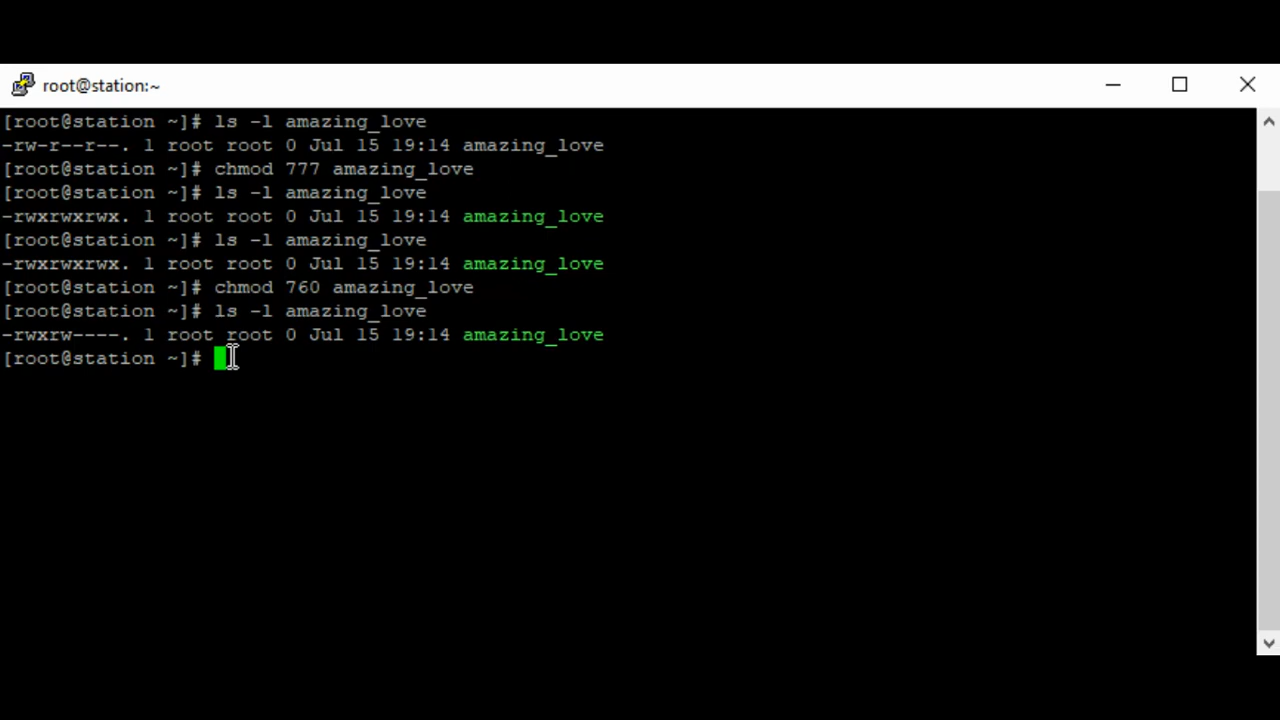 root@station:~
[root@station ~]# ls -l amazing_love
-rw-r--r--. 1 root root 0 Jul 15 19:14 amazing_love
[root@station ~]# chmod 777 amazing_love
[root@station ~]# ls -l amazing_love
-rwxrwxrwx. 1 root root 0 Jul 15 19:14 amazing_love
[root@station ~]# ls -l amazing_love
-rwxrwxrwx. 1 root root 0 Jul 15 19:14 amazing_love
[root@station ~]# chmod 760 amazing_love
[root@station ~]# ls -l amazing_love
-rwxrw----. 1 root root 0 Jul 15 19:14 amazing_love
[root@station ~]#